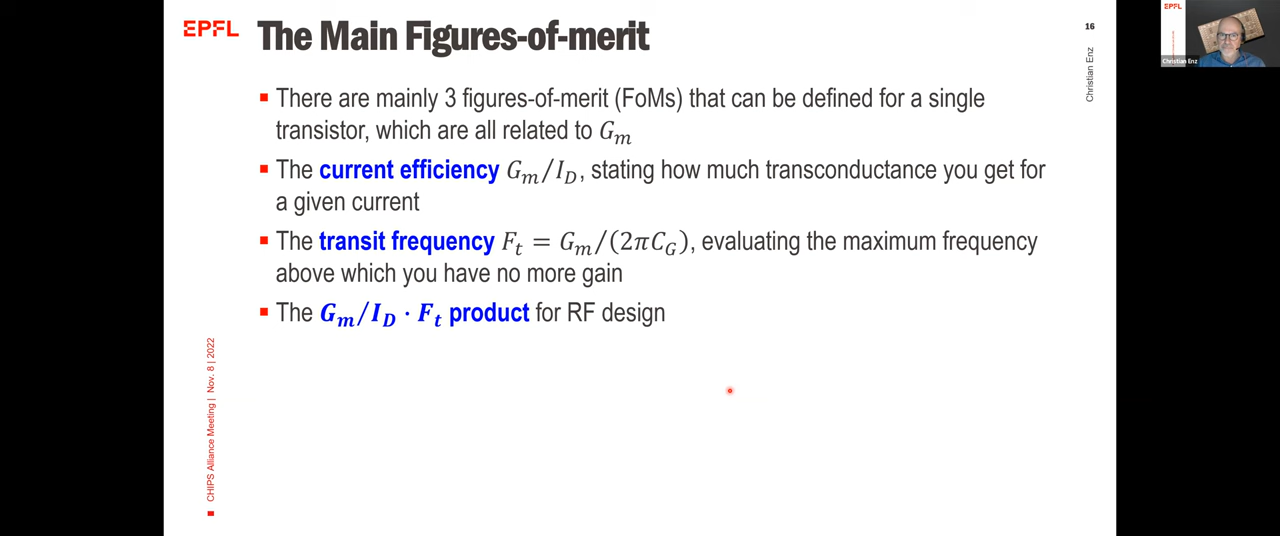 EPFL
The Main Figures-of-merit
16
Christian Enz
▪ There are mainly 3 figures-of-merit (FoMs) that can be defined for a single
transistor, which are all related to Gₘ
▪ The current efficiency Gₘ/I_D, stating how much transconductance you get for
a given current
▪ The transit frequency Fₜ = Gₘ/(2πC_G), evaluating the maximum frequency
above which you have no more gain
▪ The Gₘ/I_D · Fₜ product for RF design
CHIPS Alliance Meeting | Nov. 8 | 2022
EPFL
Christian Enz